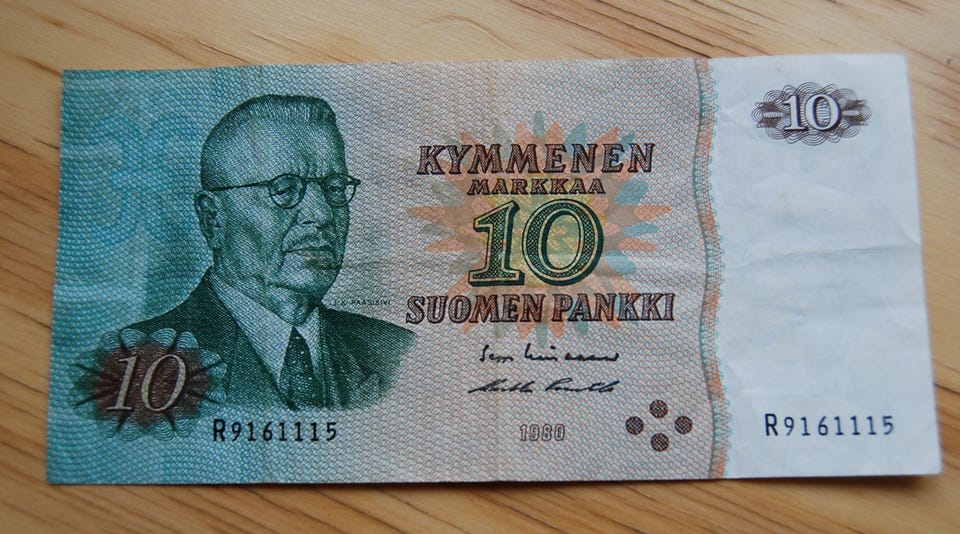 10
KYMMENEN
MARKKAA
10
SUOMEN PANKKI
J.K. PAASIKIVI
10
R9161115
1980
R9161115